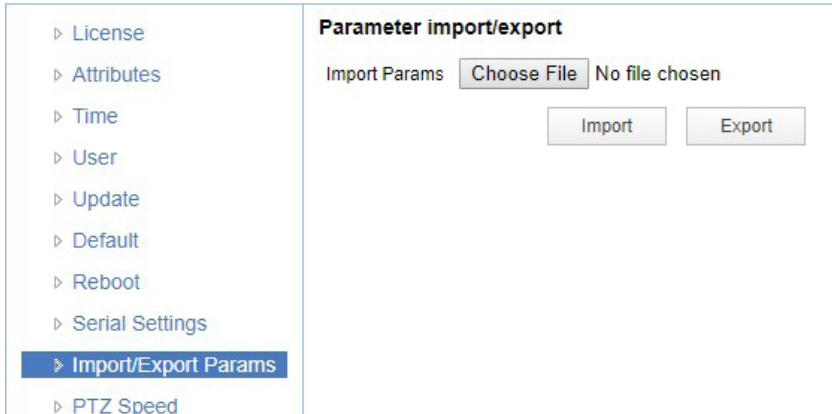 License
Attributes
Time
User
Update
Default
Reboot
Serial Settings
Import/Export Params
PTZ Speed
Parameter import/export
Import Params Choose File No file chosen
Import Export